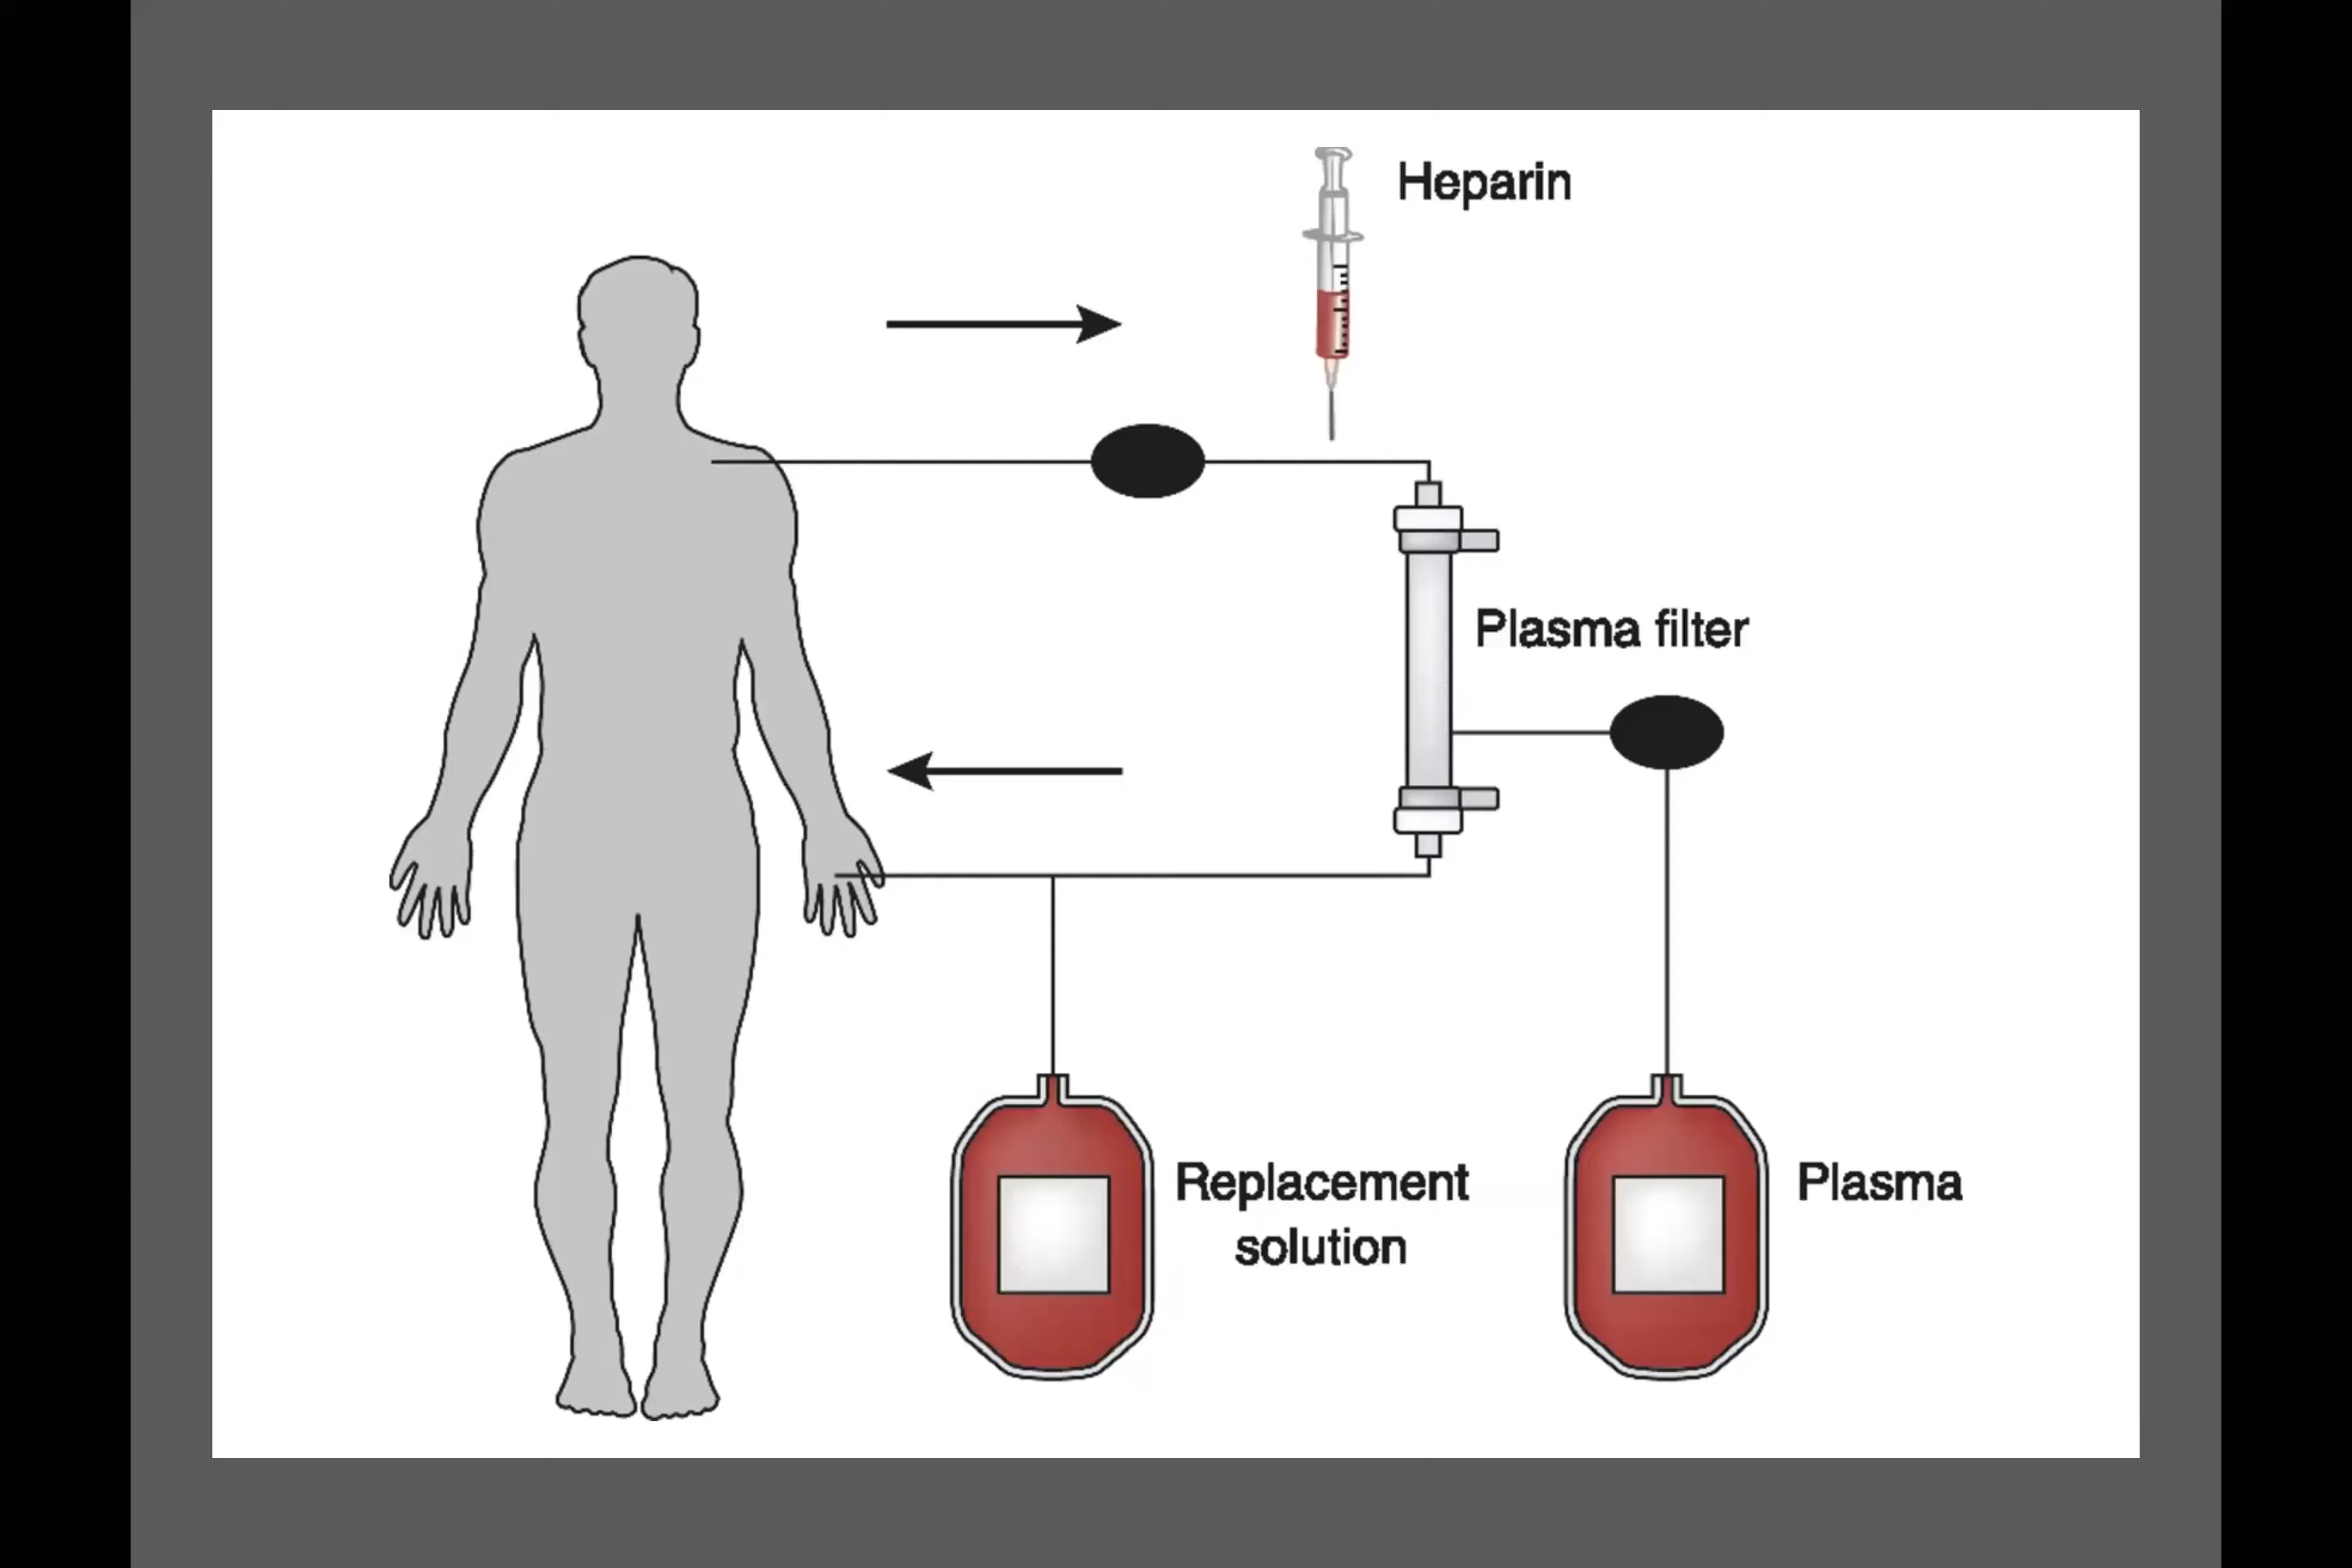 Heparin
Plasma filter
Replacement
solution
Plasma